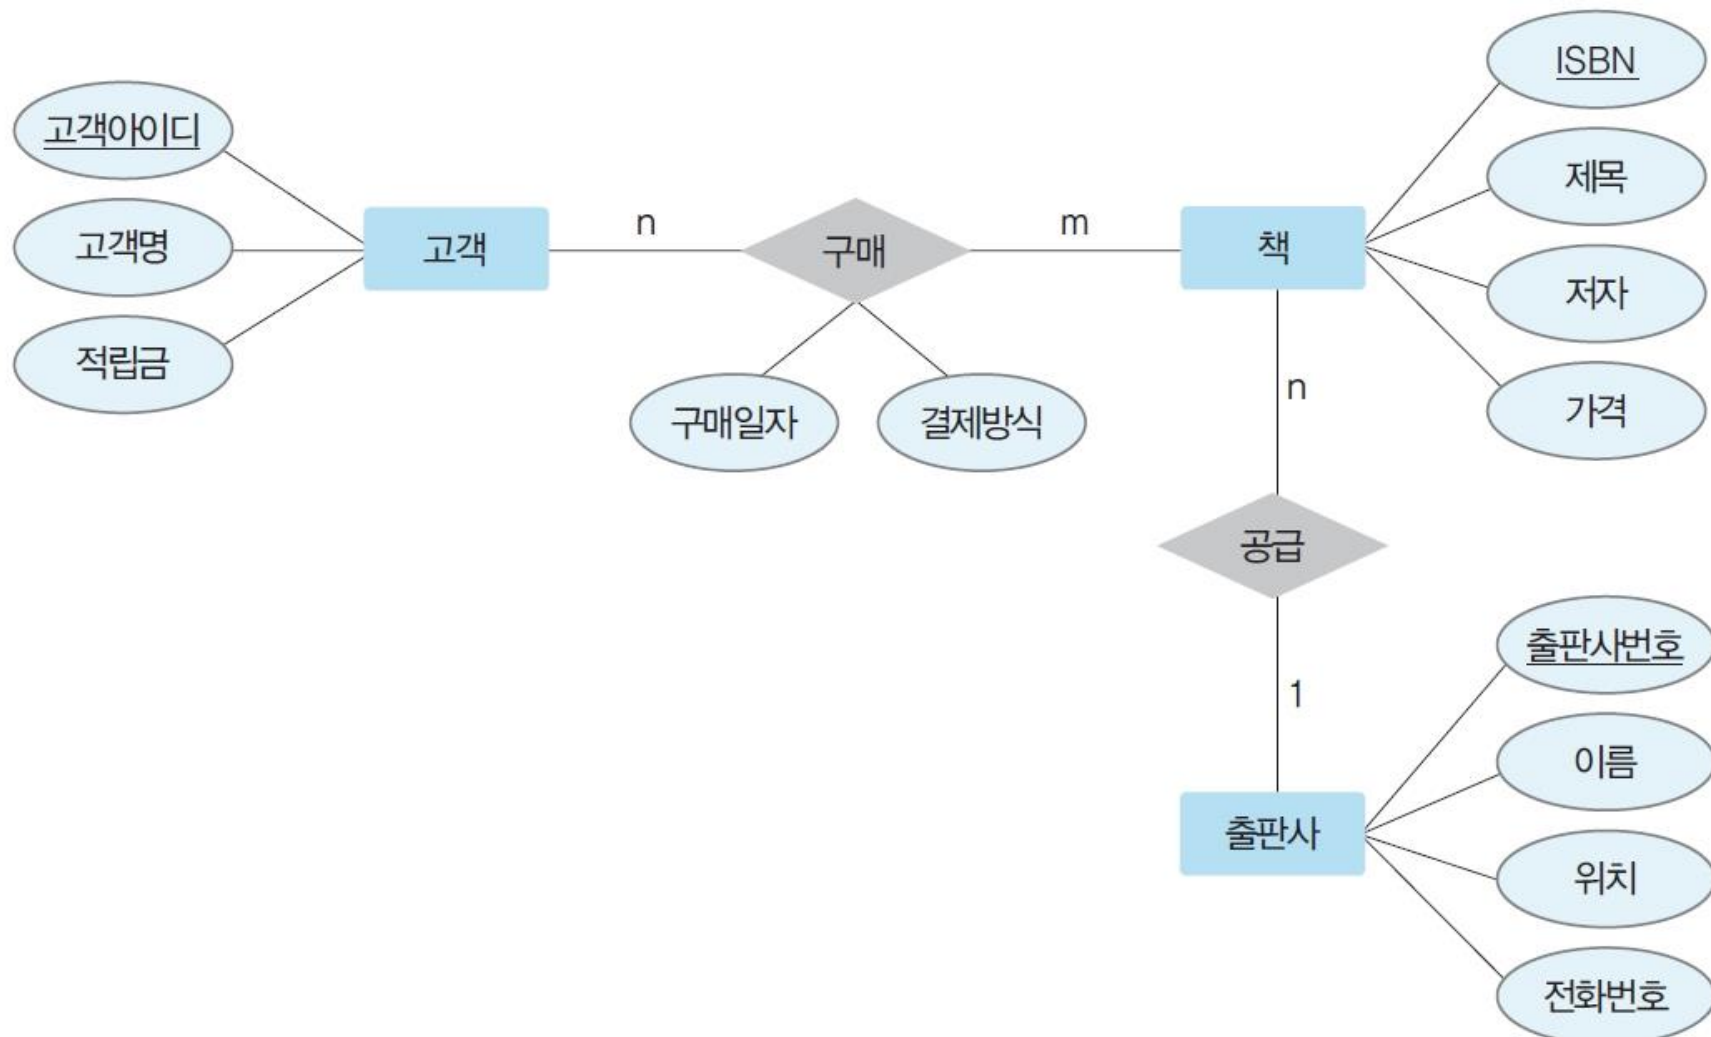 고객아이디
고객명
적립금
고객
n
구매
m
책
구매일자
결제방식
ISBN
제목
저자
가격
n
공급
1
출판사
출판사번호
이름
위치
전화번호